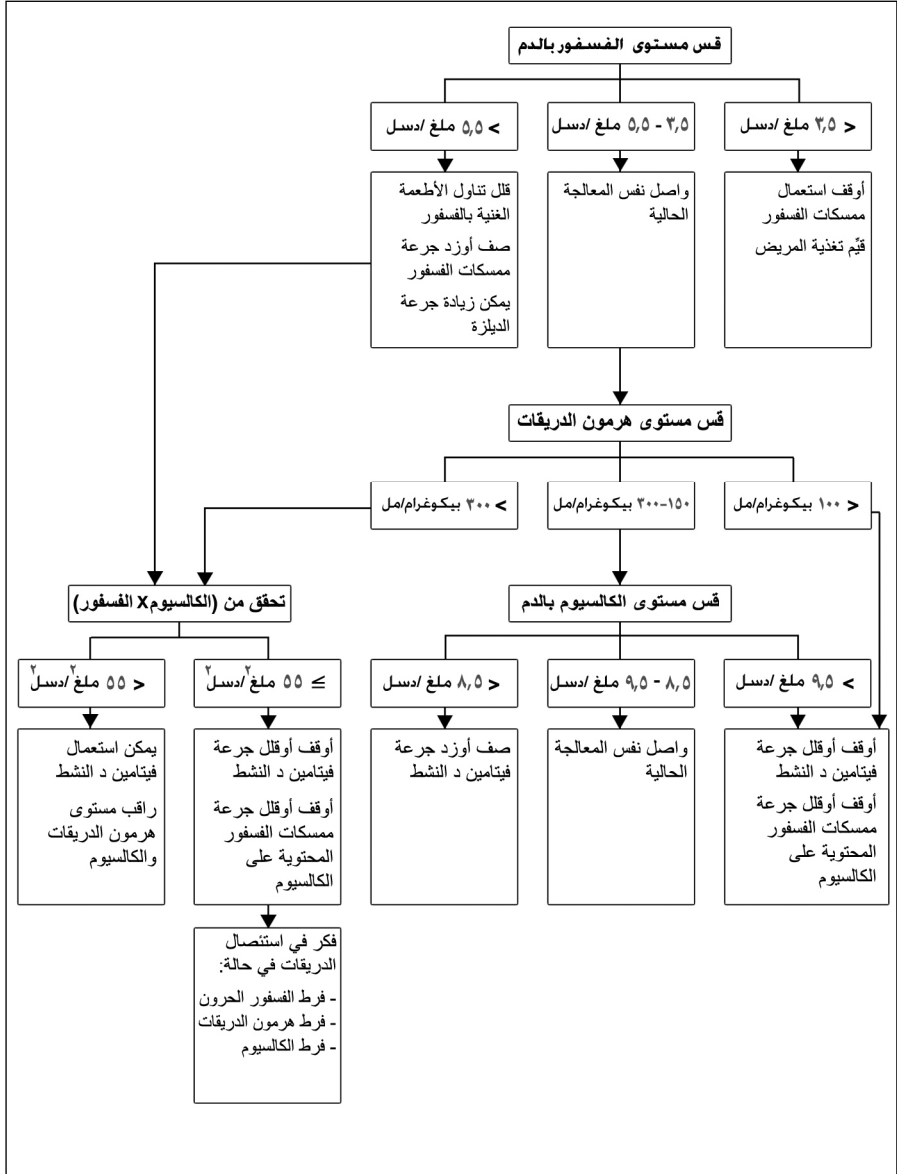 قس مستوى الفسفور بالدم
< ٣,٥ ملغ /دسل
٣,٥ - ٥,٥ ملغ /دسل
> ٥,٥ ملغ /دسل
أوقف استعمال
ممسكات الفسفور
قيِّم تغذية المريض
واصل نفس المعالجة
الحالية
قلل تناول الأطعمة
الغنية بالفسفور
صف أوزد جرعة
ممسكات الفسفور
يمكن زيادة جرعة
الديلزة
قس مستوى هرمون الدريقات
< ١٠٠ بيكوغرام/مل
١٥٠-٣٠٠ بيكوغرام/مل
> ٣٠٠ بيكوغرام/مل
قس مستوى الكالسيوم بالدم
تحقق من (الكالسيومX الفسفور)
> ٩,٥ ملغ /دسل
٨,٥ - ٩,٥ ملغ /دسل
< ٨,٥ ملغ /دسل
≥ ٥٥ ملغ٢/دسل٢
< ٥٥ ملغ٢/دسل٢
أوقف أوقلل جرعة
فيتامين د النشط
أوقف أوقلل جرعة
ممسكات الفسفور
المحتوية على
الكالسيوم
واصل نفس المعالجة
الحالية
صف أوزد جرعة
فيتامين د النشط
أوقف أوقلل جرعة
فيتامين د النشط
أوقف أوقلل جرعة
ممسكات الفسفور
المحتوية على
الكالسيوم
يمكن استعمال
فيتامين د النشط
راقب مستوى
هرمون الدريقات
والكالسيوم
فكر في استئصال
الدريقات في حالة:
- فرط الفسفور الحرون
- فرط هرمون الدريقات
- فرط الكالسيوم